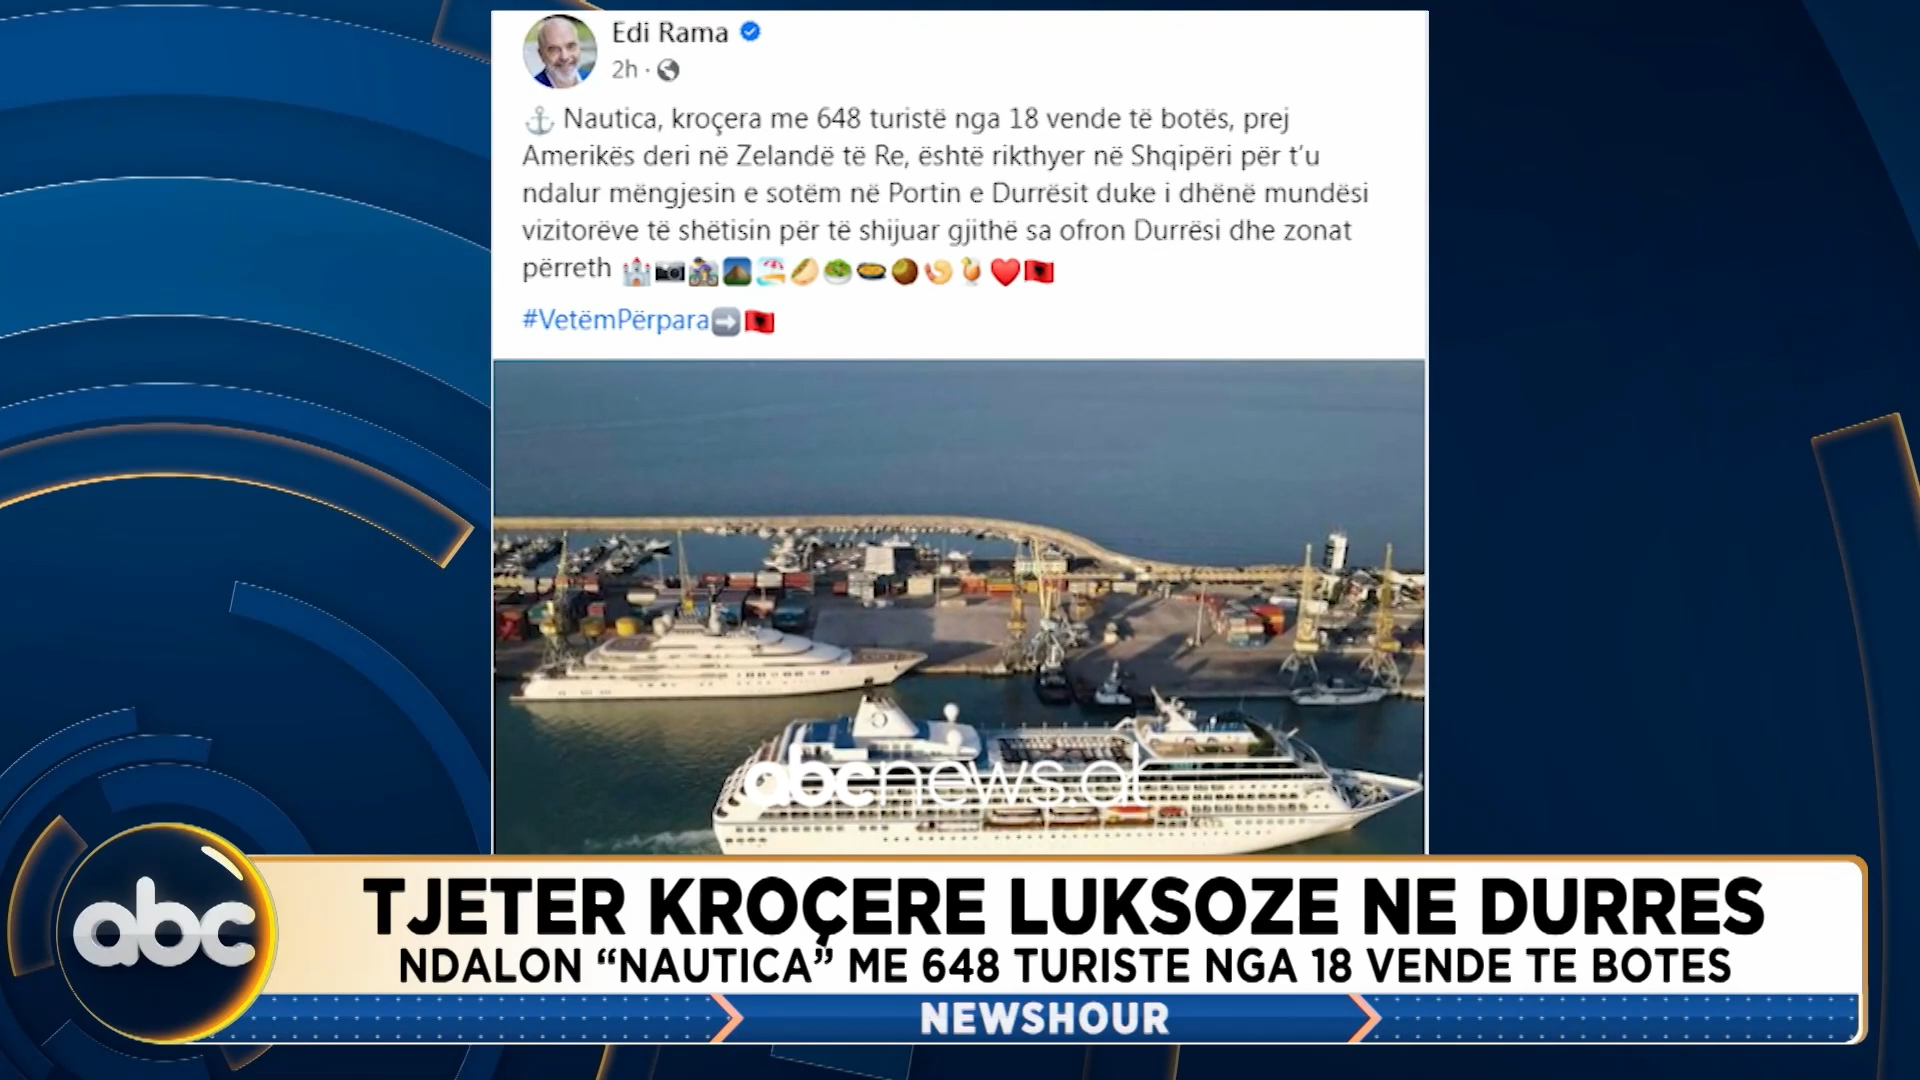 Edi Rama
2h ·
⚓ Nautica, kroçera me 648 turistë nga 18 vende të botës, prej
Amerikës deri në Zelandë të Re, është rikthyer në Shqipëri për t’u
ndalur mëngjesin e sotëm në Portin e Durrësit duke i dhënë mundësi
vizitorëve të shëtisin për të shijuar gjithë sa ofron Durrësi dhe zonat
përreth 🏰📷🚵🌋🏖🥙🥗🥘🧆🍤🍹❤️🇦🇱
#VetëmPërpara➡️🇦🇱
abcnews.al
abc
TJETER KROÇERE LUKSOZE NE DURRES
NDALON “NAUTICA” ME 648 TURISTE NGA 18 VENDE TE BOTES
NEWSHOUR